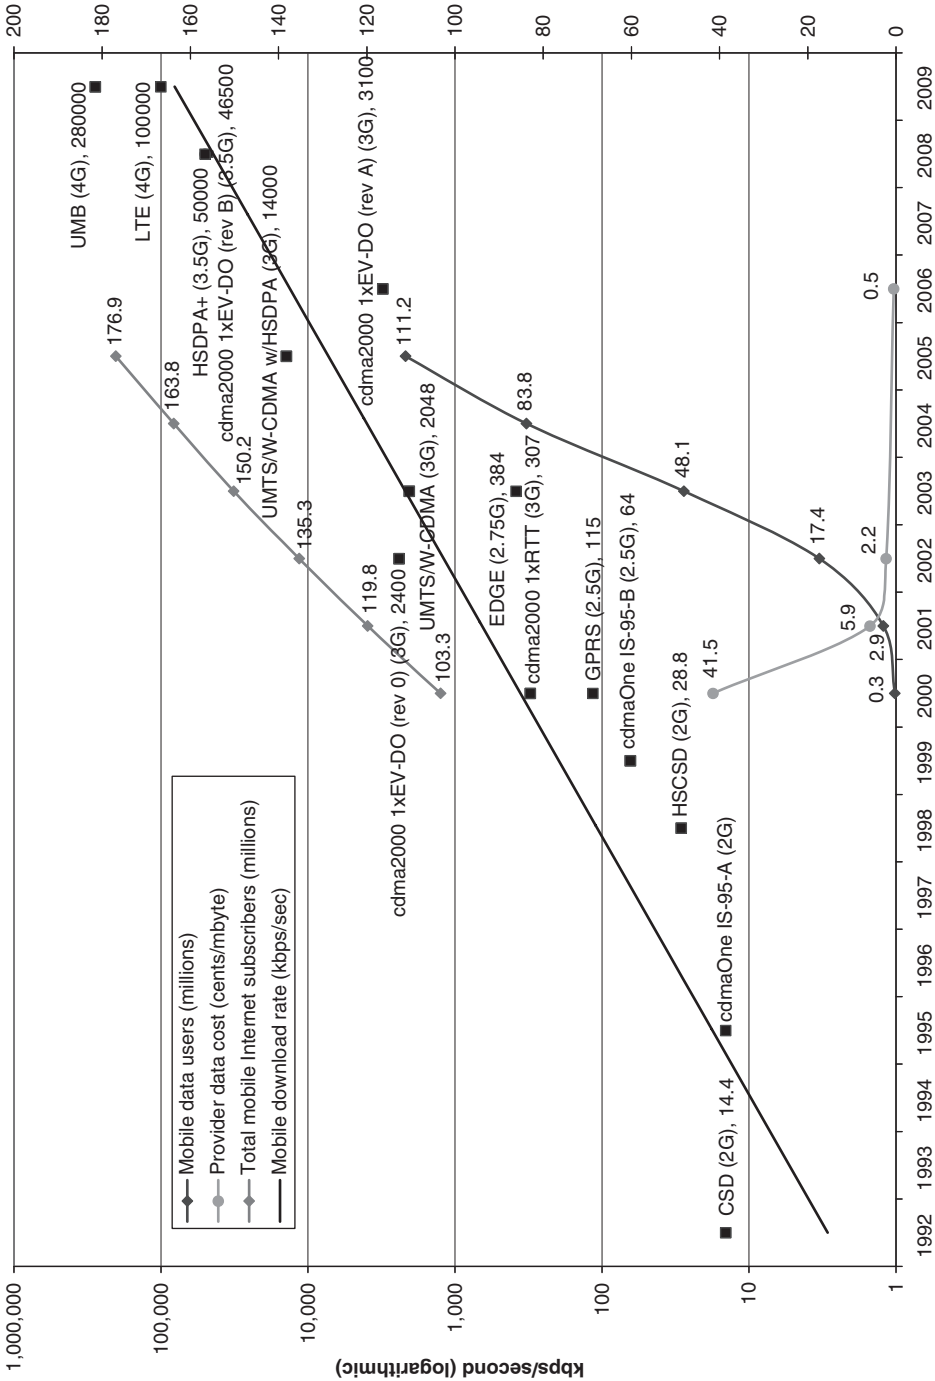 1,000,000
100,000
10,000
1,000
100
10
1
kbps/second (logarithmic)
Mobile data users (millions)
Provider data cost (cents/mbyte)
Total mobile Internet subscribers (millions)
Mobile download rate (kbps/sec)
UMB (4G), 280000
LTE (4G), 100000
HSDPA+ (3.5G), 50000
cdma2000 1xEV-DO (rev B) (3.5G), 46500
UMTS/W-CDMA w/HSDPA (3G), 14000
cdma2000 1xEV-DO (rev A) (3G), 3100
cdma2000 1xEV-DO (rev 0) (3G), 2400
UMTS/W-CDMA (3G), 2048
EDGE (2.75G), 384
cdma2000 1xRTT (3G), 307
GPRS (2.5G), 115
cdmaOne IS-95-B (2.5G), 64
HSCSD (2G), 28.8
cdmaOne IS-95-A (2G)
CSD (2G), 14.4
103.3
119.8
135.3
150.2
163.8
176.9
0.3
2.9
17.4
48.1
83.8
111.2
41.5
5.9
2.2
0.5
200
180
160
140
120
100
80
60
40
20
0
1992
1993
1994
1995
1996
1997
1998
1999
2000
2001
2002
2003
2004
2005
2006
2007
2008
2009